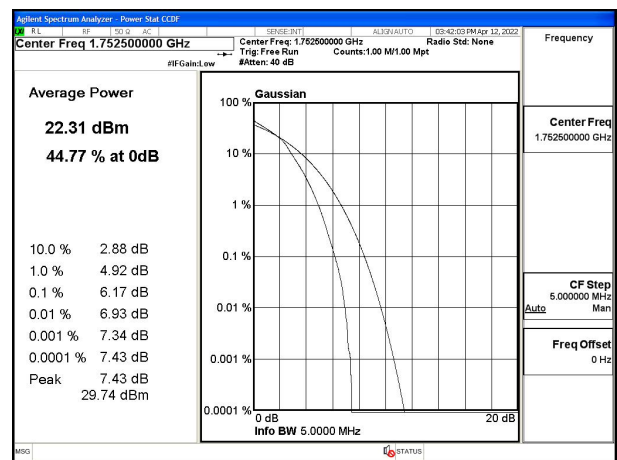 Agilent Spectrum Analyzer - Power Stat CCDF
LXI RL RF 50 Ω AC SENSE:INT ALIGN AUTO 03:42:03 PM Apr 12, 2022
Center Freq 1.752500000 GHz
Center Freq: 1.752500000 GHz Radio Std: None
Trig: Free Run Counts:1.00 M/1.00 Mpt
#IFGain:Low #Atten: 40 dB
Frequency
Average Power
22.31 dBm
44.77 % at 0dB
10.0 % 2.88 dB
1.0 % 4.92 dB
0.1 % 6.17 dB
0.01 % 6.93 dB
0.001 % 7.34 dB
0.0001 % 7.43 dB
Peak 7.43 dB
29.74 dBm
Gaussian
100 %
10 %
1 %
0.1 %
0.01 %
0.001 %
0.0001 %
0 dB 20 dB
Info BW 5.0000 MHz
Center Freq
1.752500000 GHz
CF Step
5.000000 MHz
Auto Man
Freq Offset
0 Hz
MSG STATUS